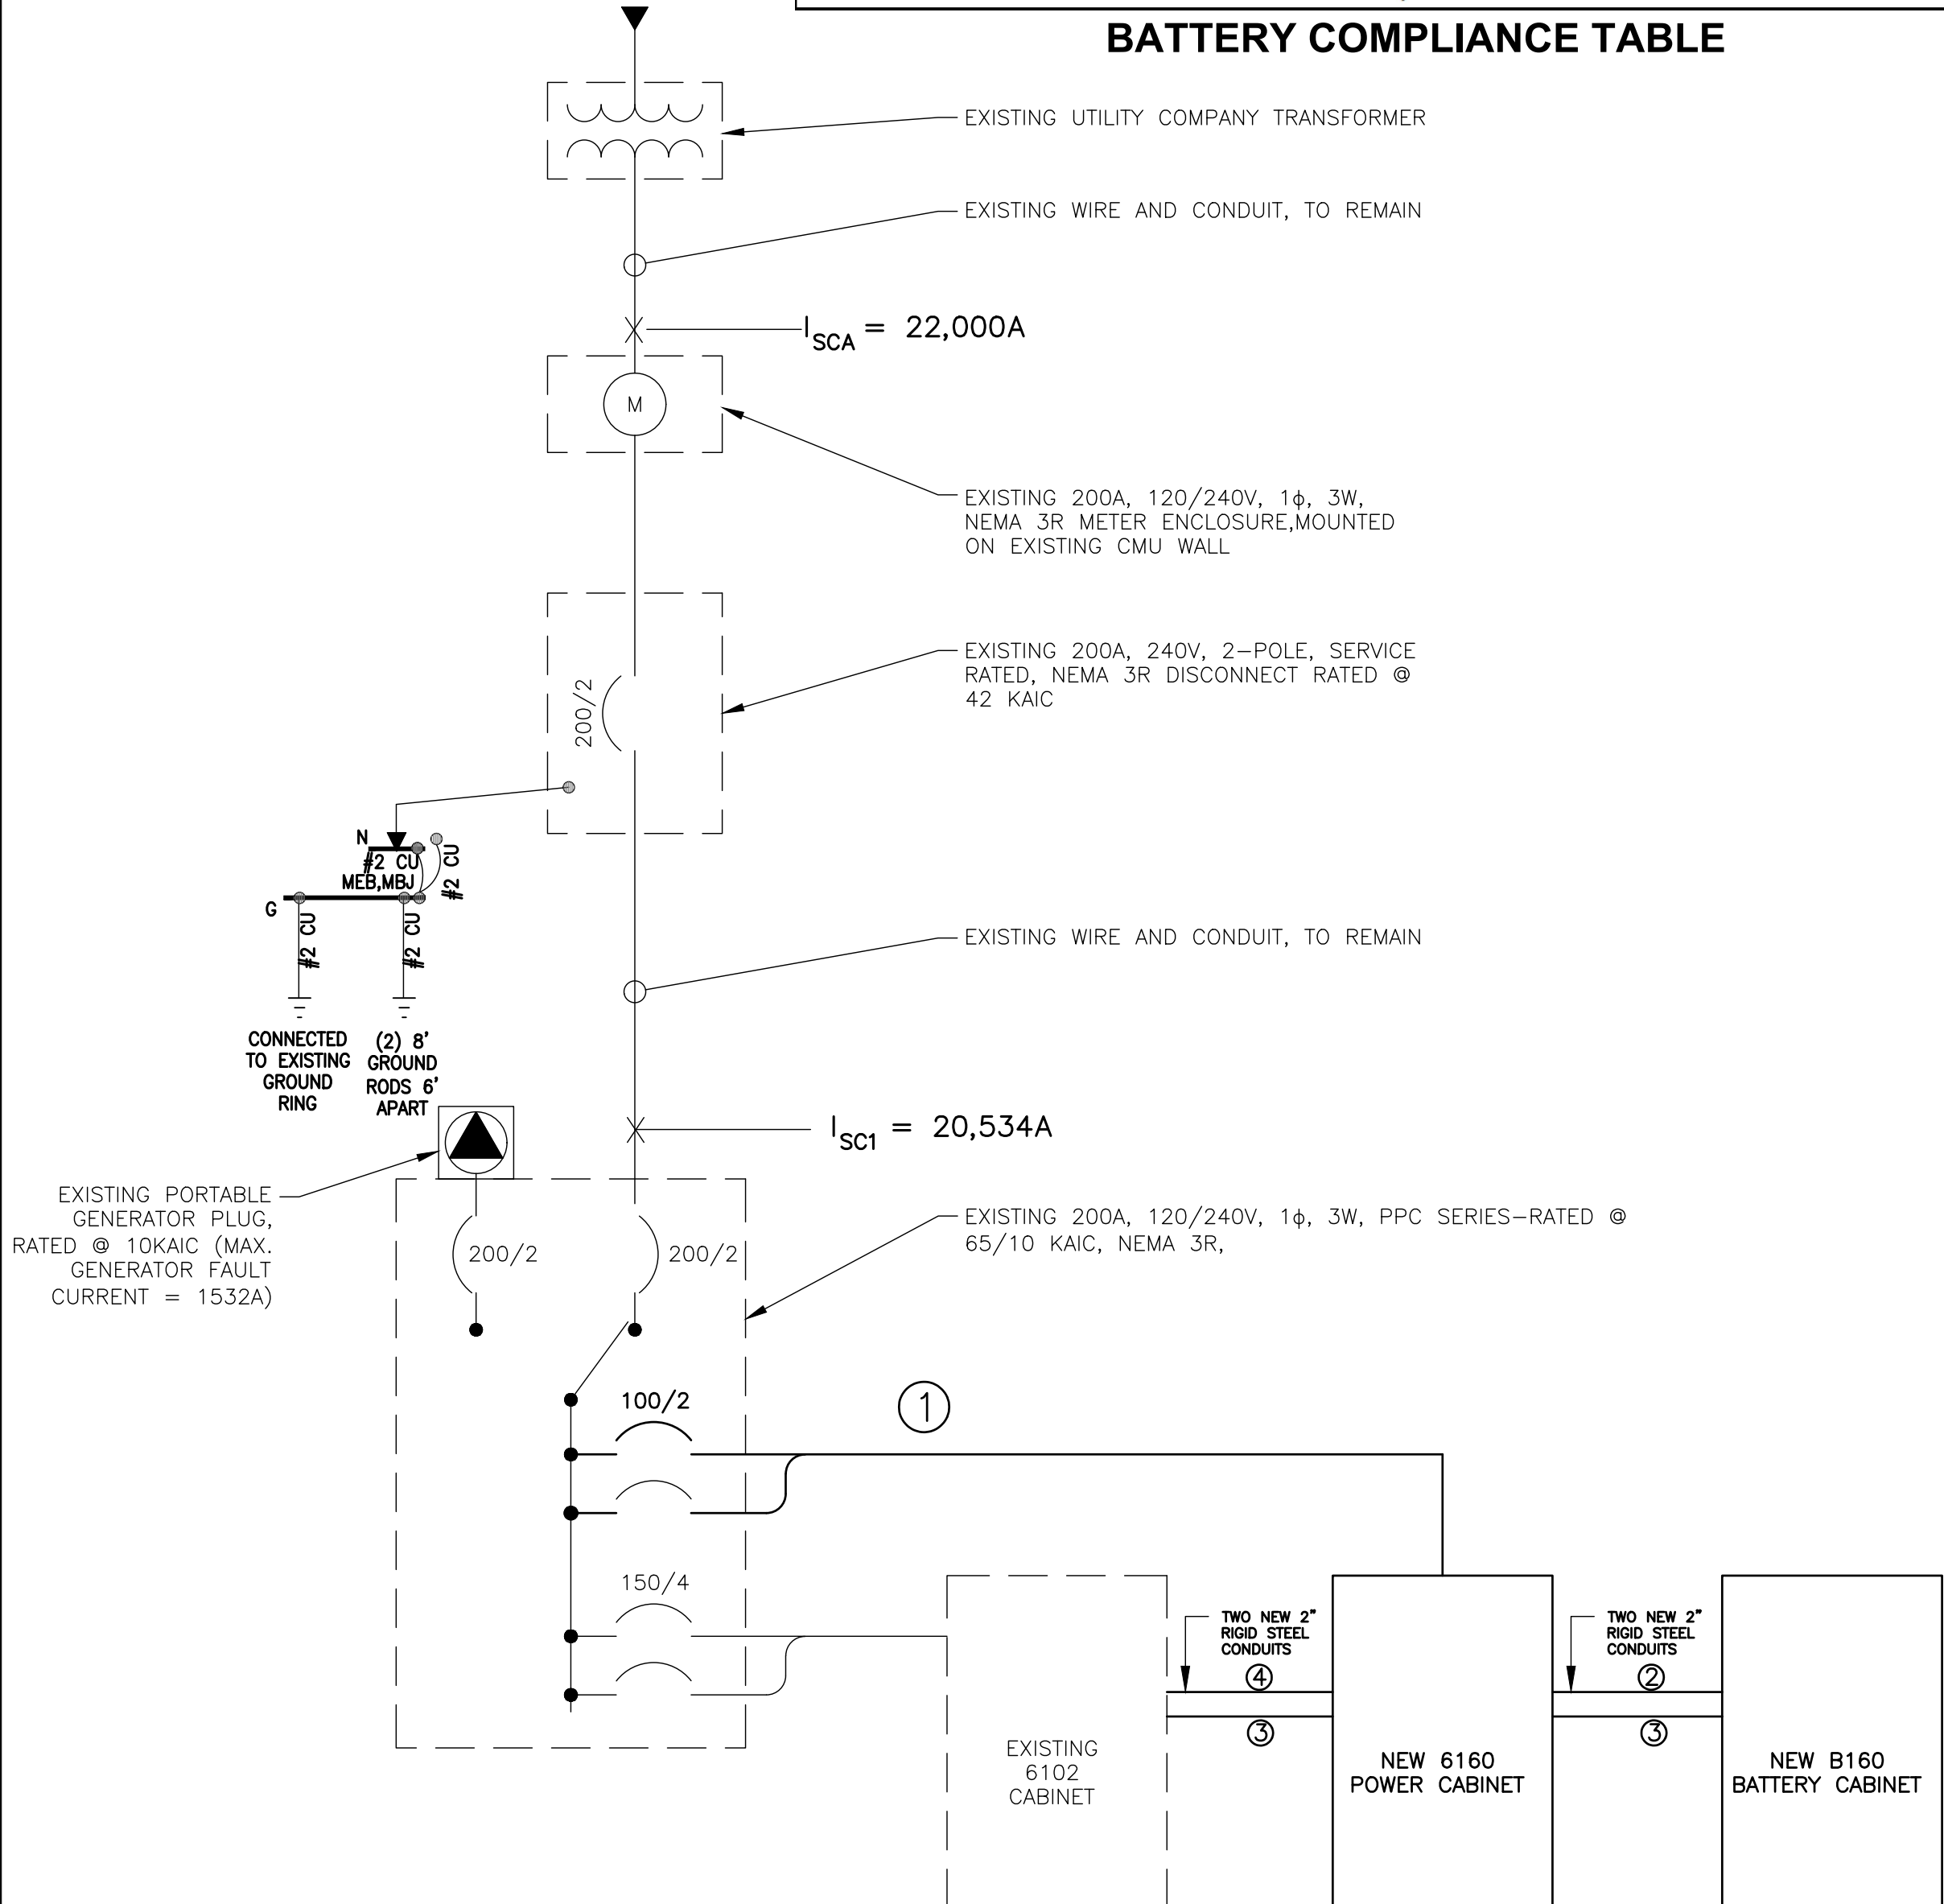 BATTERY COMPLIANCE TABLE
EXISTING UTILITY COMPANY TRANSFORMER
EXISTING WIRE AND CONDUIT, TO REMAIN
I SCA = 22,000A
M
EXISTING 200A, 120/240V, 1ϕ, 3W,
NEMA 3R METER ENCLOSURE,MOUNTED
ON EXISTING CMU WALL
EXISTING 200A, 240V, 2-POLE, SERVICE
RATED, NEMA 3R DISCONNECT RATED @
42 KAIC
200/2
N
#2 CU
MEB,MBJ
#2 CU
G
#2 CU
#2 CU
EXISTING WIRE AND CONDUIT, TO REMAIN
CONNECTED
TO EXISTING
GROUND
RING
(2) 8'
GROUND
RODS 6'
APART
I SC1 = 20,534A
EXISTING PORTABLE
GENERATOR PLUG,
RATED @ 10KAIC (MAX.
GENERATOR FAULT
CURRENT = 1532A)
200/2
200/2
EXISTING 200A, 120/240V, 1ϕ, 3W, PPC SERIES-RATED @
65/10 KAIC, NEMA 3R,
100/2
1
150/4
TWO NEW 2"
RIGID STEEL
CONDUITS
4
3
TWO NEW 2"
RIGID STEEL
CONDUITS
2
3
EXISTING
6102
CABINET
NEW 6160
POWER CABINET
NEW B160
BATTERY CABINET